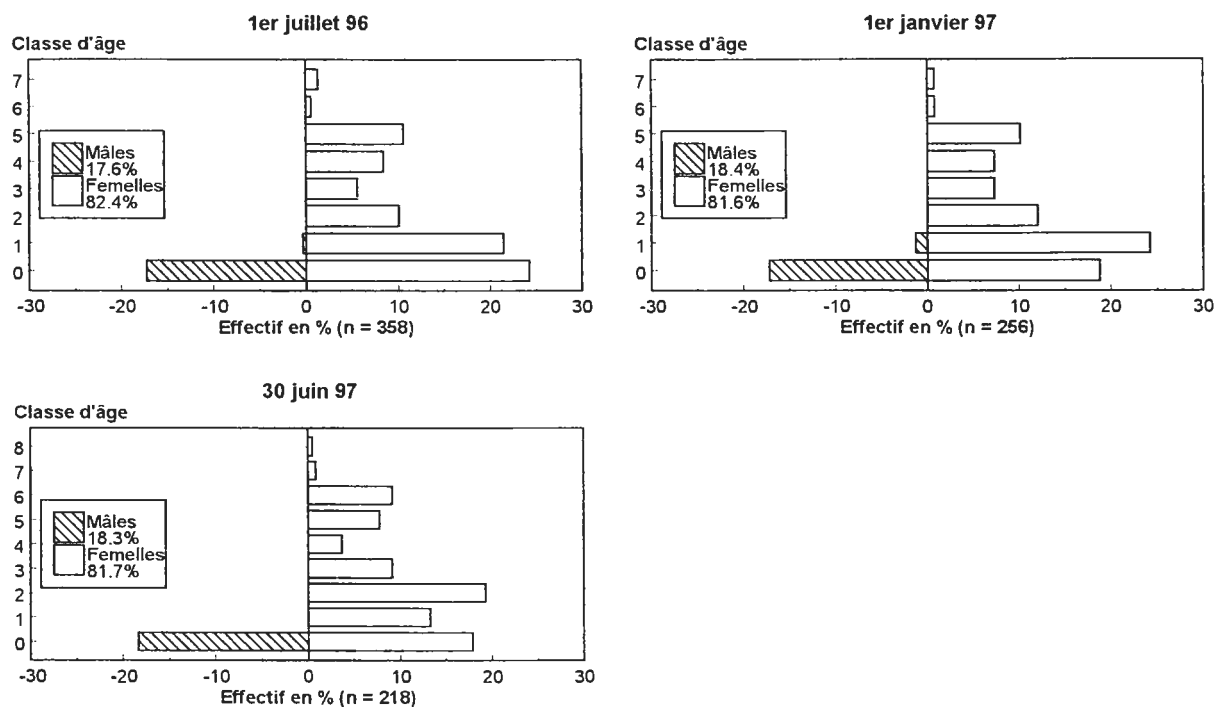 1er juillet 96
Classe d'âge
7
6
5
4
3
2
1
0
Mâles
17.6%
Femelles
82.4%
-30 -20 -10 0 10 20 30
Effectif en % (n = 358)
1er janvier 97
Classe d'âge
7
6
5
4
3
2
1
0
Mâles
18.4%
Femelles
81.6%
-30 -20 -10 0 10 20 30
Effectif en % (n = 256)
30 juin 97
Classe d'âge
8
7
6
5
4
3
2
1
0
Mâles
18.3%
Femelles
81.7%
-30 -20 -10 0 10 20 30
Effectif en % (n = 218)